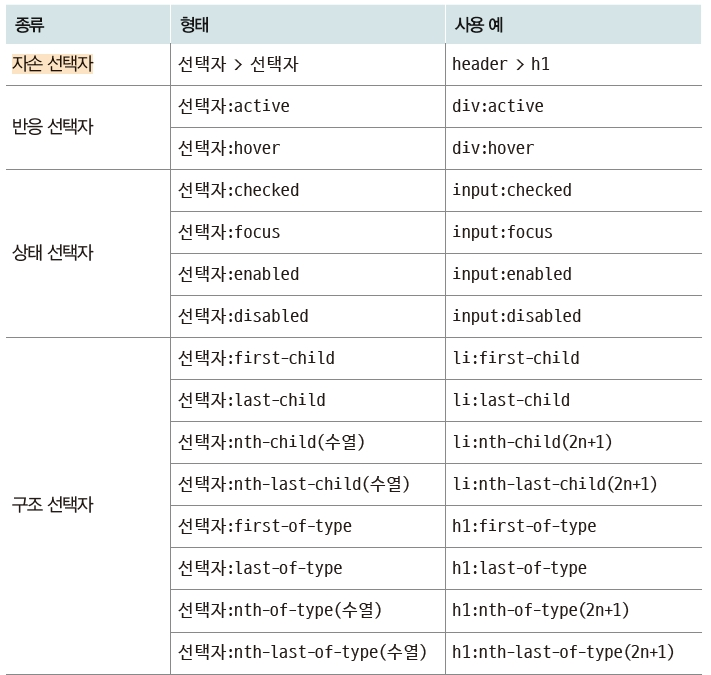 종류 형태 사용 예
자손 선택자 선택자 > 선택자 header > h1
반응 선택자 선택자:active div:active
선택자:hover div:hover
상태 선택자 선택자:checked input:checked
선택자:focus input:focus
선택자:enabled input:enabled
선택자:disabled input:disabled
구조 선택자 선택자:first-child li:first-child
선택자:last-child li:last-child
선택자:nth-child(수열) li:nth-child(2n+1)
선택자:nth-last-child(수열) li:nth-last-child(2n+1)
선택자:first-of-type h1:first-of-type
선택자:last-of-type h1:last-of-type
선택자:nth-of-type(수열) h1:nth-of-type(2n+1)
선택자:nth-last-of-type(수열) h1:nth-last-of-type(2n+1)